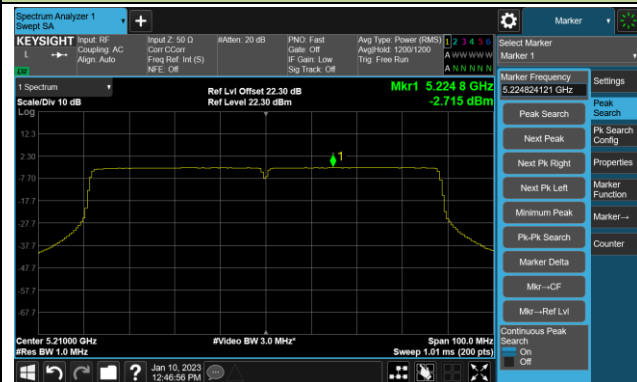 Spectrum Analyzer 1
Swept SA
Marker
KEYSIGHT
Input: RF
Coupling: AC
Align: Auto
Input Z: 50 Ω
Corr CCorr
Freq Ref: Int (S)
NFE: Off
#Atten: 20 dB
PNO: Fast
Gate: Off
IF Gain: Low
Sig Track: Off
Avg Type: Power (RMS)
Avg|Hold: 1200/1200
Trig: Free Run
1 2 3 4 5 6
A W W W W W
A N N N N N
L
Select Marker
Marker 1
1 Spectrum
Scale/Div 10 dB
Log
Ref Lvl Offset 22.30 dB
Ref Level 22.30 dBm
Mkr1 5.224 8 GHz
-2.715 dBm
12.3
2.30
-7.70
-17.7
-27.7
-37.7
-47.7
-57.7
-67.7
1
Center 5.21000 GHz
#Res BW 1.0 MHz
#Video BW 3.0 MHz*
Span 100.0 MHz
Sweep 1.01 ms (200 pts)
Marker Frequency
5.224824121 GHz
Peak Search
Next Peak
Next Pk Right
Next Pk Left
Minimum Peak
Pk-Pk Search
Marker Delta
Mkr→CF
Mkr→Ref Lvl
Continuous Peak
Search
On
Off
Settings
Peak
Search
Pk Search
Config
Properties
Marker
Function
Marker→
Counter
Jan 10, 2023
12:46:56 PM